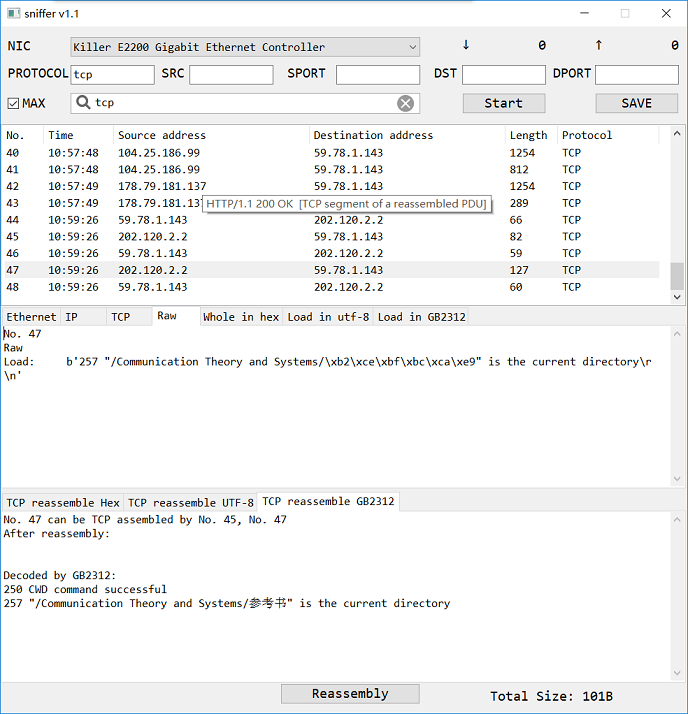 sniffer v1.1
NIC Killer E2200 Gigabit Ethernet Controller ↓ 0 ↑ 0
PROTOCOL tcp SRC SPORT DST DPORT
MAX tcp Start SAVE
No. Time Source address Destination address Length Protocol
40 10:57:48 104.25.186.99 59.78.1.143 1254 TCP
41 10:57:48 104.25.186.99 59.78.1.143 812 TCP
42 10:57:49 178.79.181.137 59.78.1.143 1254 TCP
43 10:57:49 178.79.181.137 59.78.1.143 289 TCP
HTTP/1.1 200 OK [TCP segment of a reassembled PDU]
44 10:59:26 59.78.1.143 202.120.2.2 66 TCP
45 10:59:26 202.120.2.2 59.78.1.143 82 TCP
46 10:59:26 59.78.1.143 202.120.2.2 59 TCP
47 10:59:26 202.120.2.2 59.78.1.143 127 TCP
48 10:59:26 59.78.1.143 202.120.2.2 60 TCP
Ethernet IP TCP Raw Whole in hex Load in utf-8 Load in GB2312
No. 47
Raw
Load: b'257 "/Communication Theory and Systems/\xb2\xce\xbf\xbc\xca\xe9" is the current directory\r
\n'
TCP reassemble Hex TCP reassemble UTF-8 TCP reassemble GB2312
No. 47 can be TCP assembled by No. 45, No. 47
After reassembly:
Decoded by GB2312:
250 CWD command successful
257 "/Communication Theory and Systems/参考书" is the current directory
Reassembly Total Size: 101B